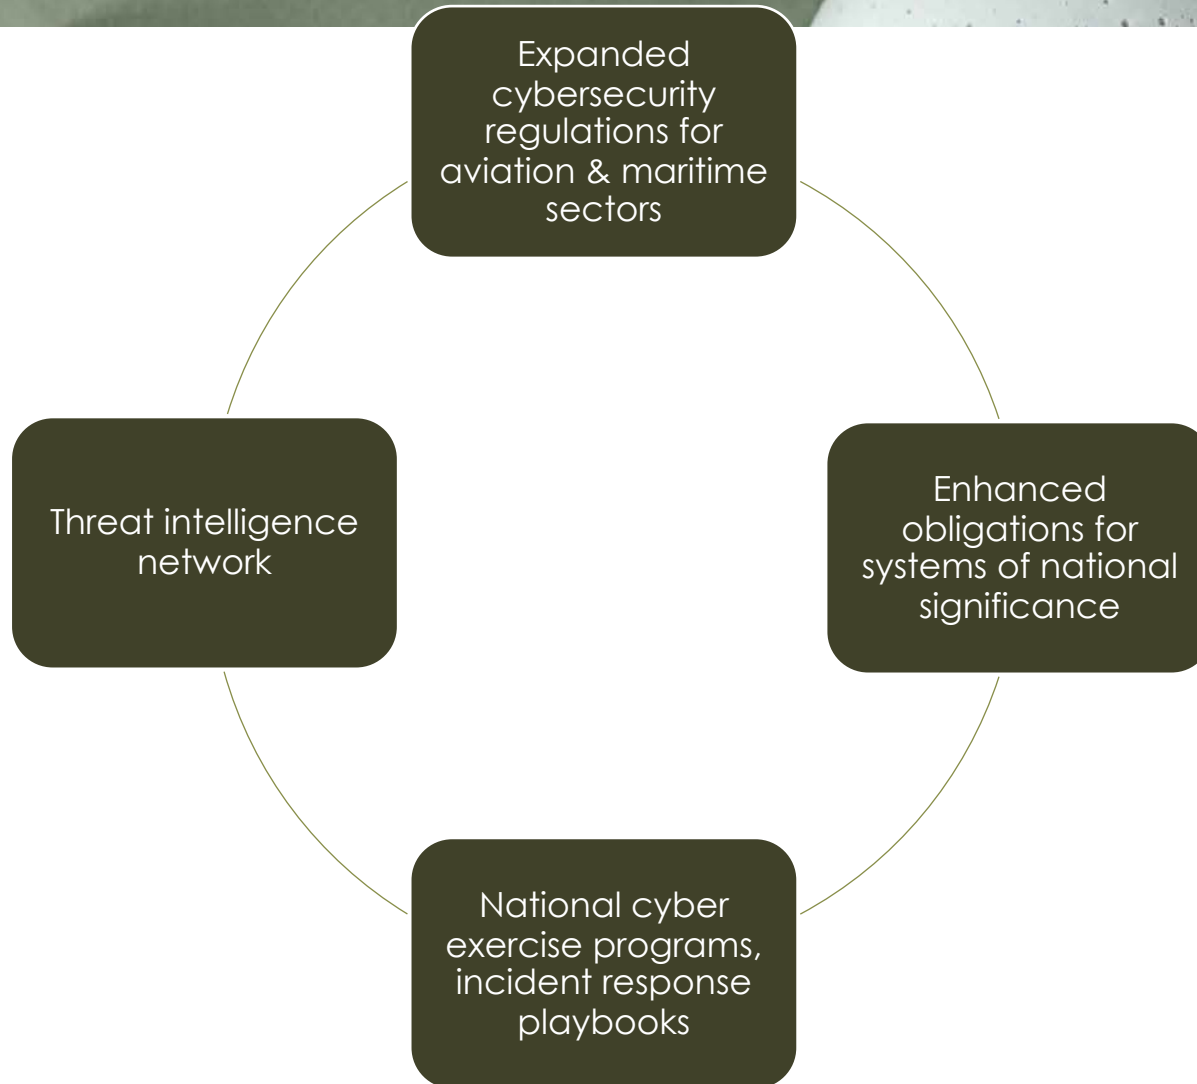 Expanded
cybersecurity
regulations for
aviation & maritime
sectors
Enhanced
obligations for
systems of national
significance
National cyber
exercise programs,
incident response
playbooks
Threat intelligence
network